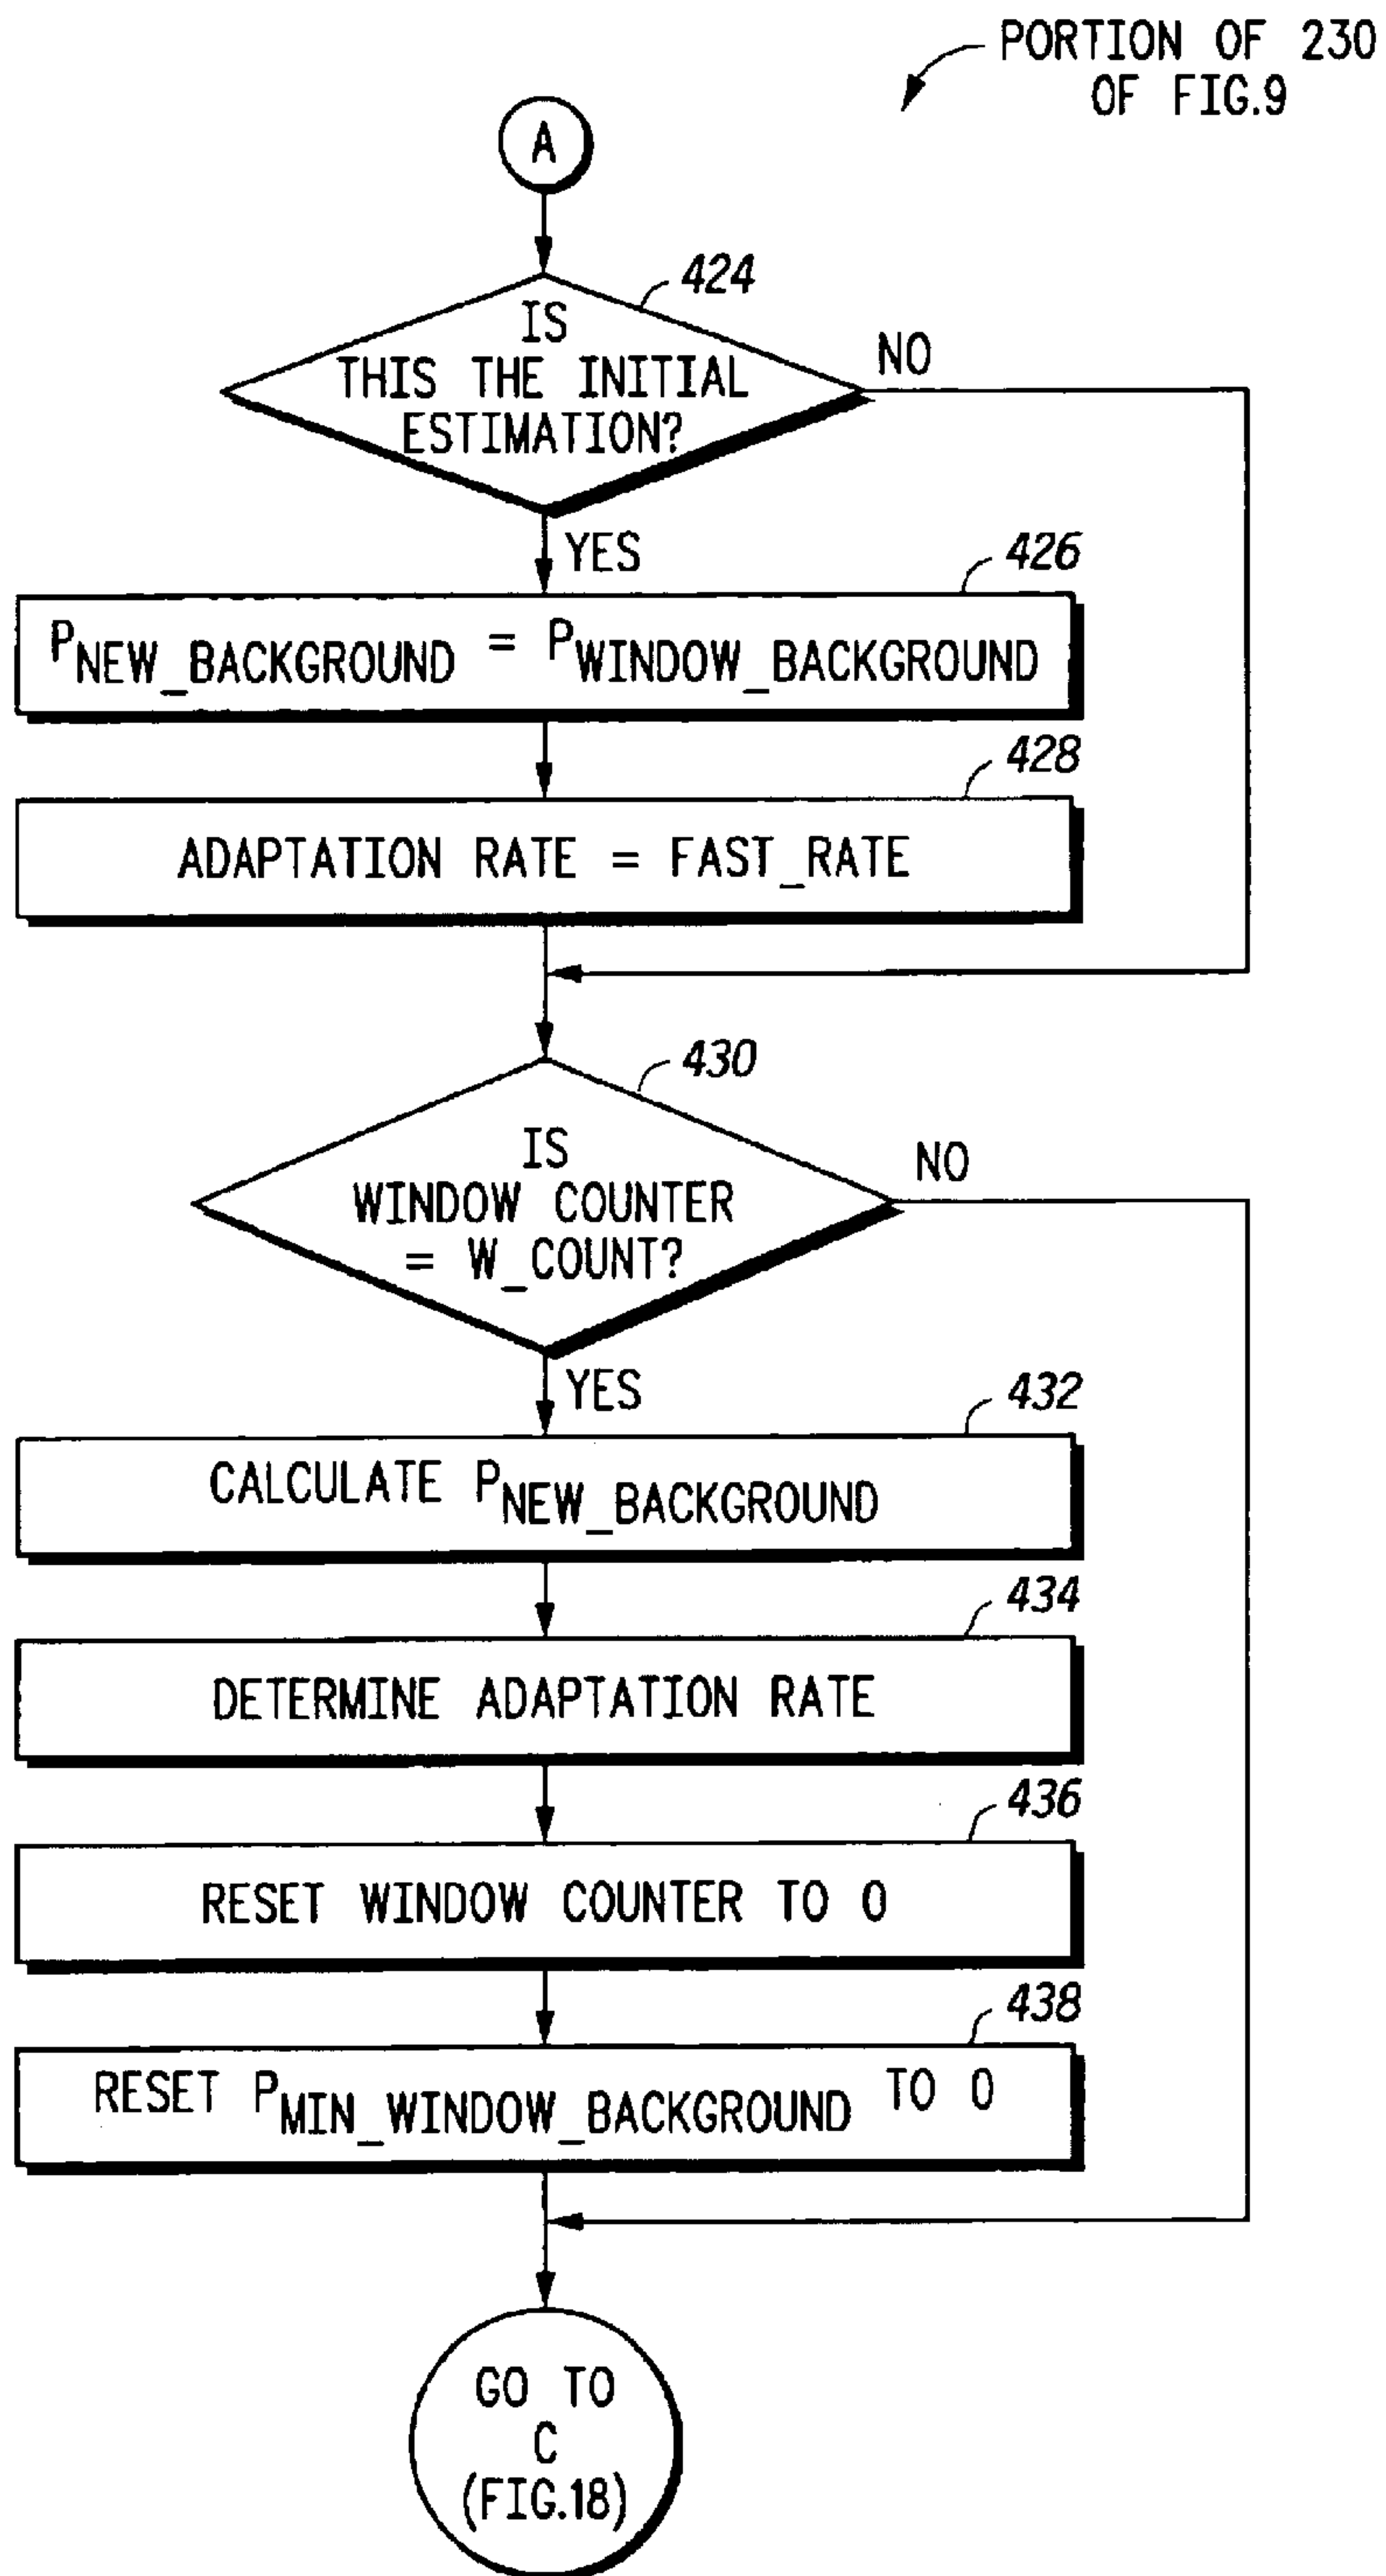 PORTION OF 230
OF FIG.9
A
424
IS
THIS THE INITIAL
ESTIMATION?
NO
YES
426
PNEW_BACKGROUND = PWINDOW_BACKGROUND
428
ADAPTATION RATE = FAST_RATE
430
IS
WINDOW COUNTER
= W_COUNT?
NO
YES
432
CALCULATE PNEW_BACKGROUND
434
DETERMINE ADAPTATION RATE
436
RESET WINDOW COUNTER TO 0
438
RESET PMIN_WINDOW_BACKGROUND TO 0
GO TO
C
(FIG.18)